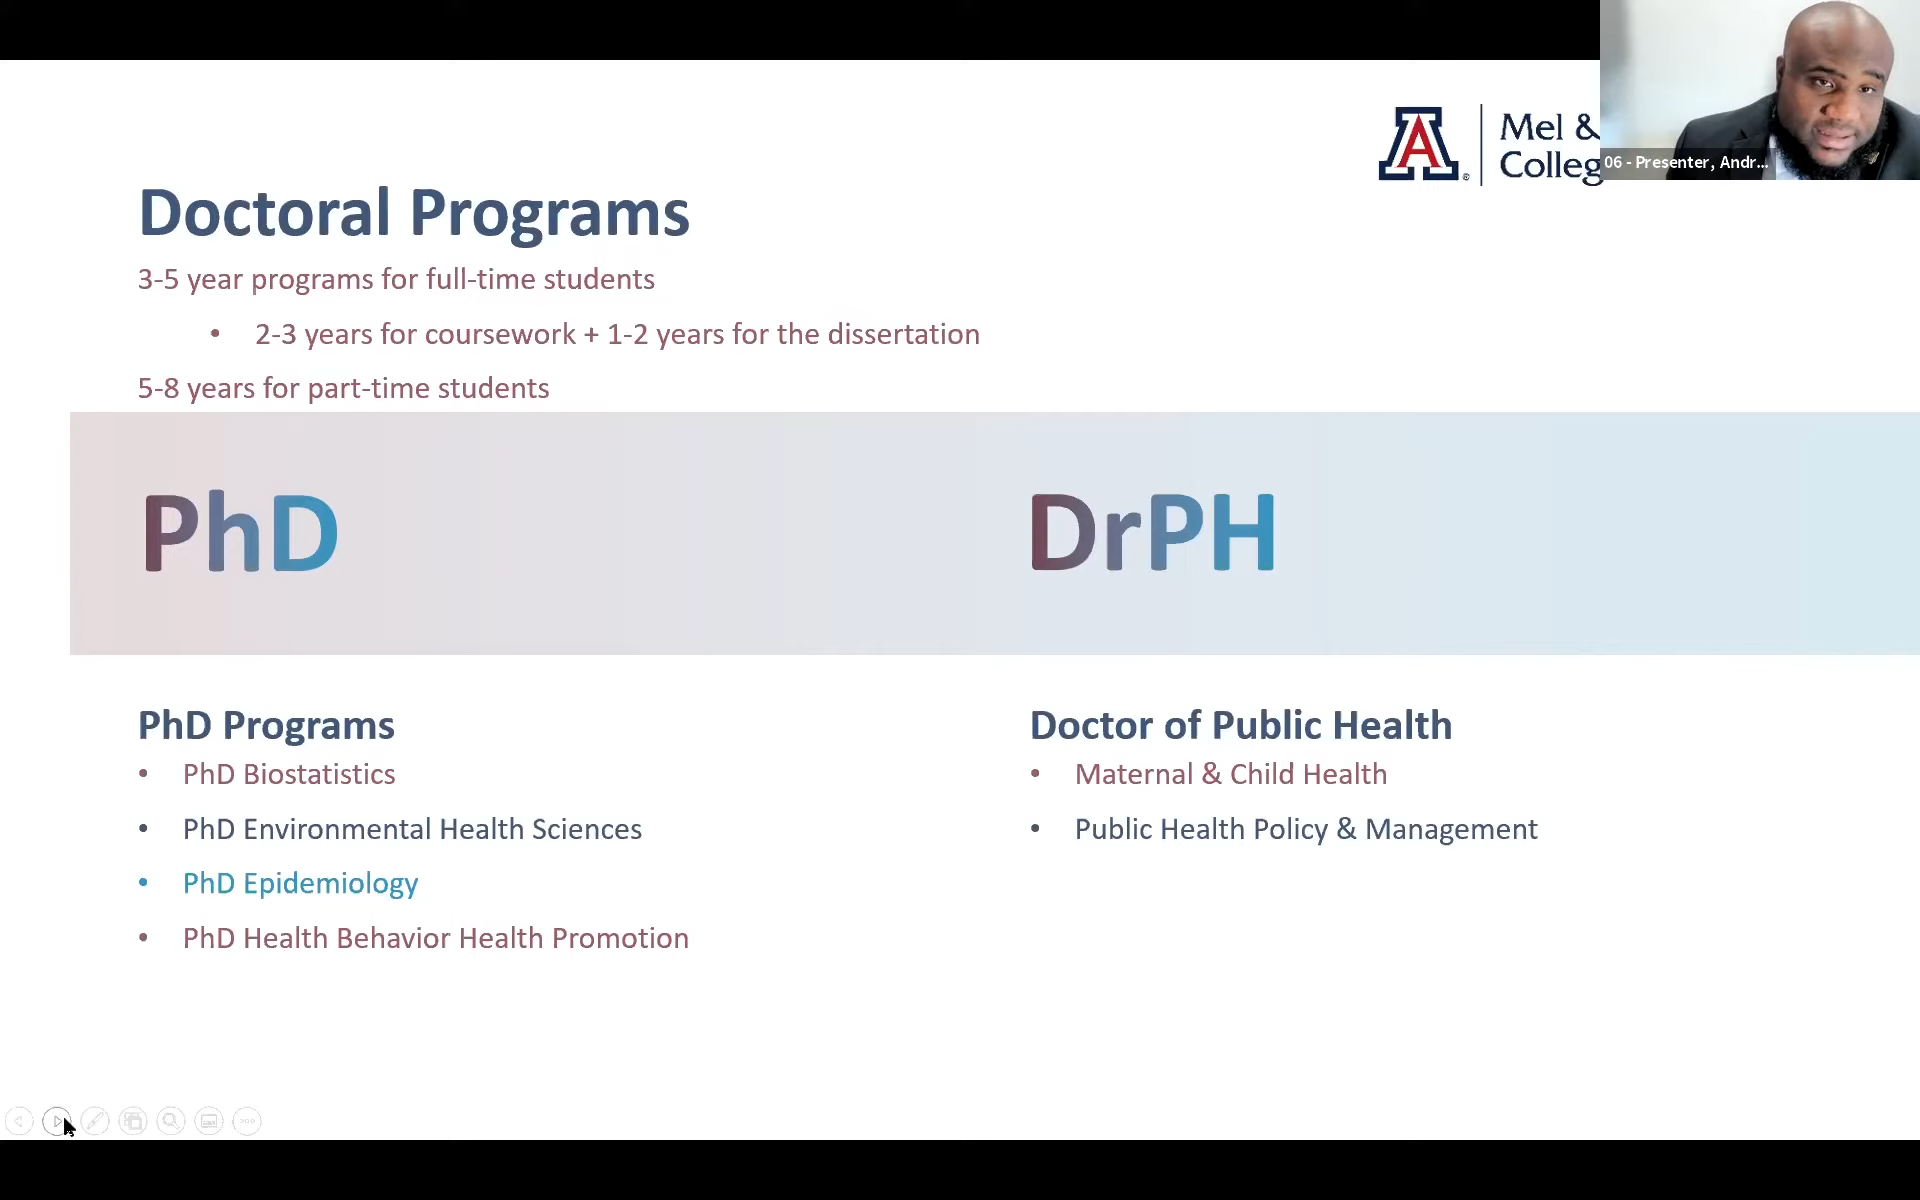 A
®
Mel &
Colleg
06 - Presenter, Andr...
Doctoral Programs
3-5 year programs for full-time students
• 2-3 years for coursework + 1-2 years for the dissertation
5-8 years for part-time students
PhD
DrPH
PhD Programs
• PhD Biostatistics
• PhD Environmental Health Sciences
• PhD Epidemiology
• PhD Health Behavior Health Promotion
Doctor of Public Health
• Maternal & Child Health
• Public Health Policy & Management